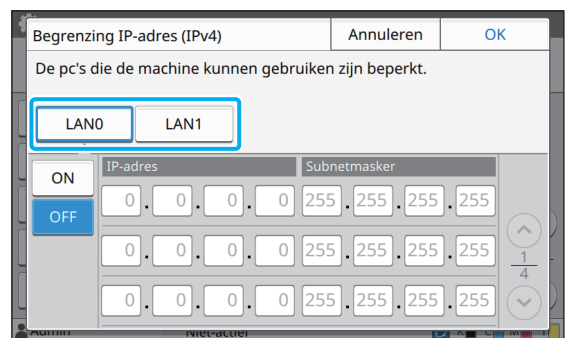 Begrenzing IP-adres (IPv4) Annuleren OK
De pc's die de machine kunnen gebruiken zijn beperkt.
LAN0 LAN1
ON
OFF
IP-adres Subnetmasker
0 . 0 . 0 . 0 255 . 255 . 255 . 255
0 . 0 . 0 . 0 255 . 255 . 255 . 255
0 . 0 . 0 . 0 255 . 255 . 255 . 255
1
4
Admin Niet-actief K C M Y